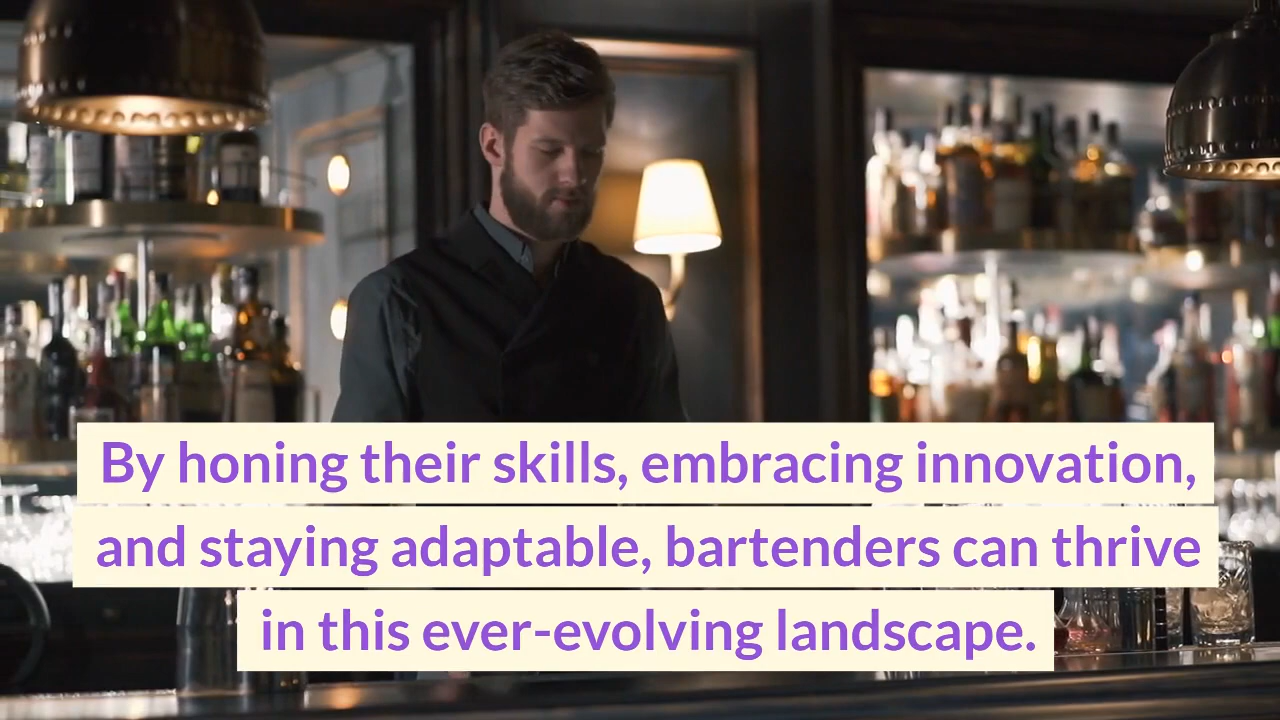 By honing their skills, embracing innovation,
and staying adaptable, bartenders can thrive
in this ever-evolving landscape.